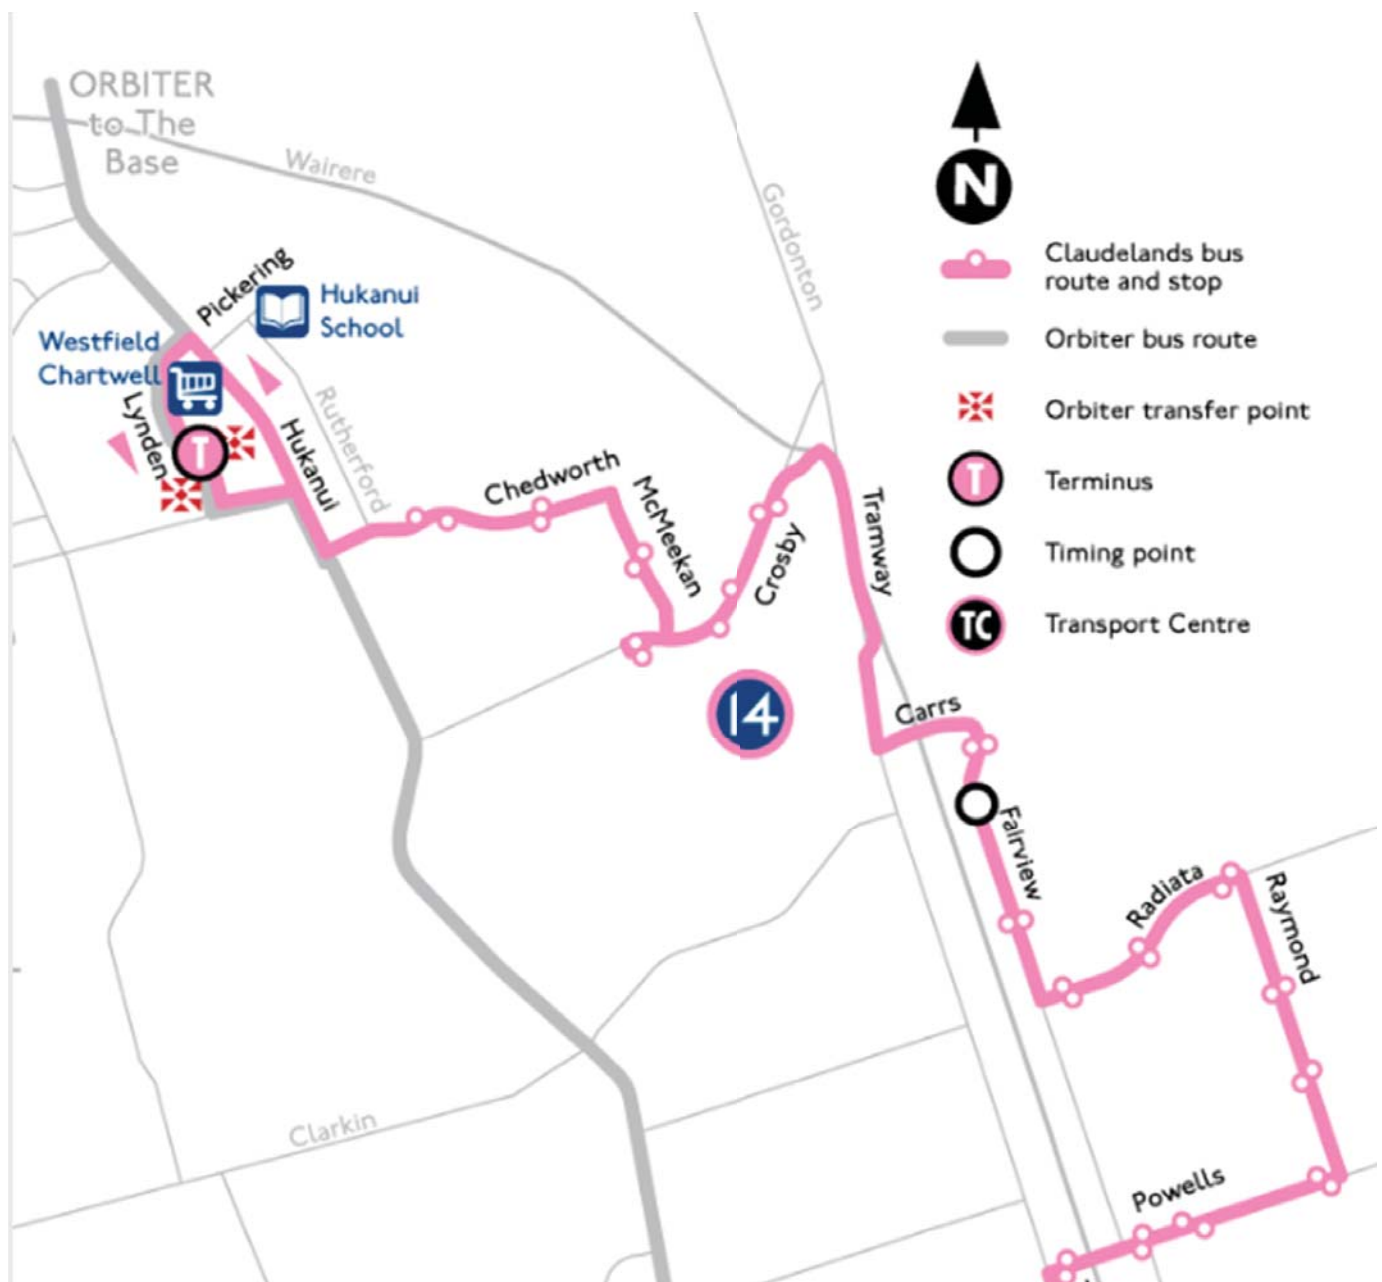 ORBITER
to The
Base
Wairere
Gordonton
N
Claudelands bus
route and stop
Orbiter bus route
Orbiter transfer point
T
Terminus
Timing point
TC
Transport Centre
Pickering
Hukanui
School
Westfield
Chartwell
Lynden
T
Hukanui
Rutherford
Chedworth
McMeekan
Crosby
Tramway
14
Carrs
Fairview
Radiata
Raymond
Clarkin
Powells